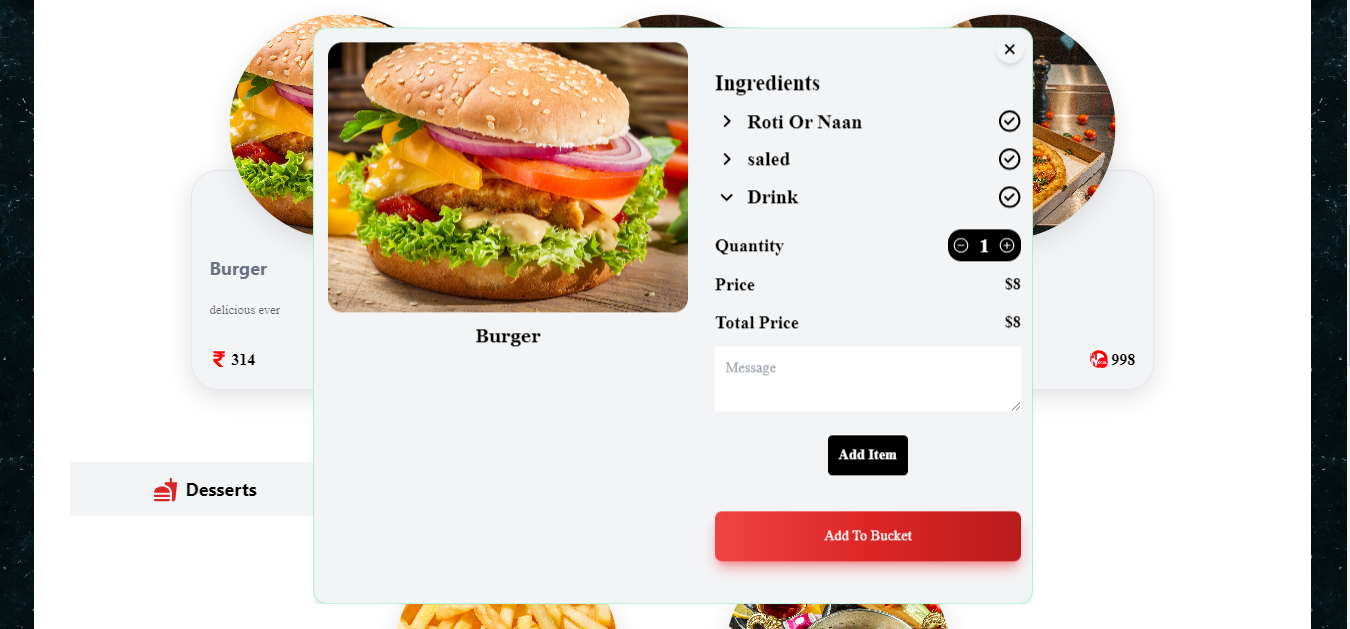 Ingredients
Roti Or Naan
saled
Drink
Quantity
1
Price
$8
Total Price
$8
Message
Add Item
Add To Bucket
Burger
Burger
delicious ever
₹ 314
998
Desserts